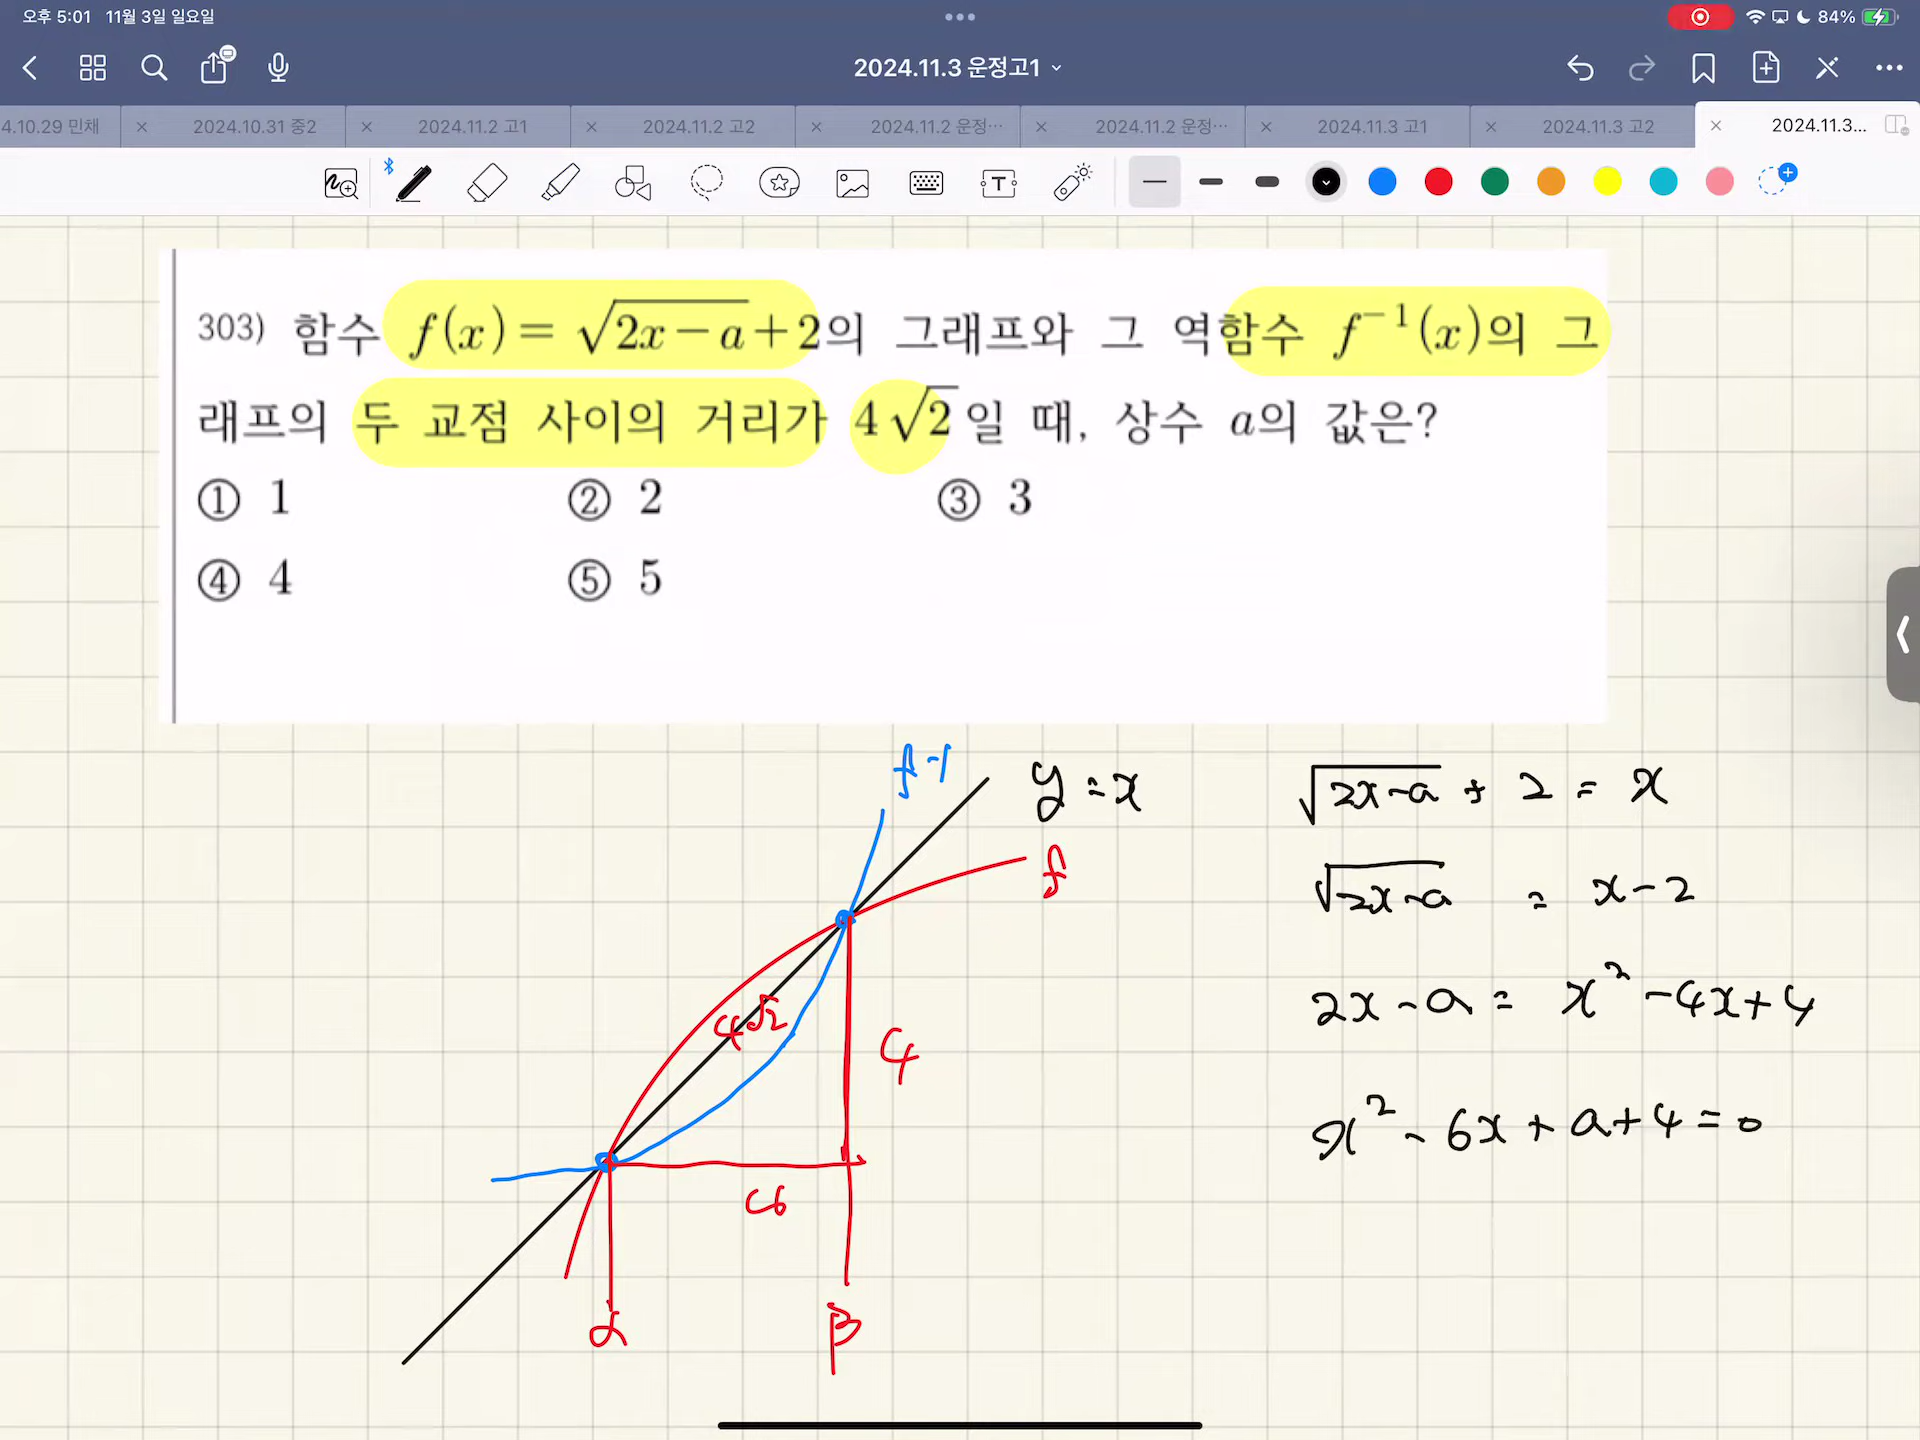 오후 5:01 11월 3일 일요일
84%
2024.11.3 운정고1
4.10.29 민채
2024.10.31 중2
2024.11.2 고1
2024.11.2 고2
2024.11.2 운정…
2024.11.2 운정…
2024.11.3 고1
2024.11.3 고2
2024.11.3...
303) 함수 f(x) = √(2x−a)+2의 그래프와 그 역함수 f⁻¹(x)의 그
래프의 두 교점 사이의 거리가 4√2일 때, 상수 a의 값은?
① 1 ② 2 ③ 3
④ 4 ⑤ 5
f-1
y=x
f
4√2
4
α
β
√(2x-a) + 2 = x
√(2x-a) = x-2
2x-a = x²-4x+4
x²-6x+a+4=0